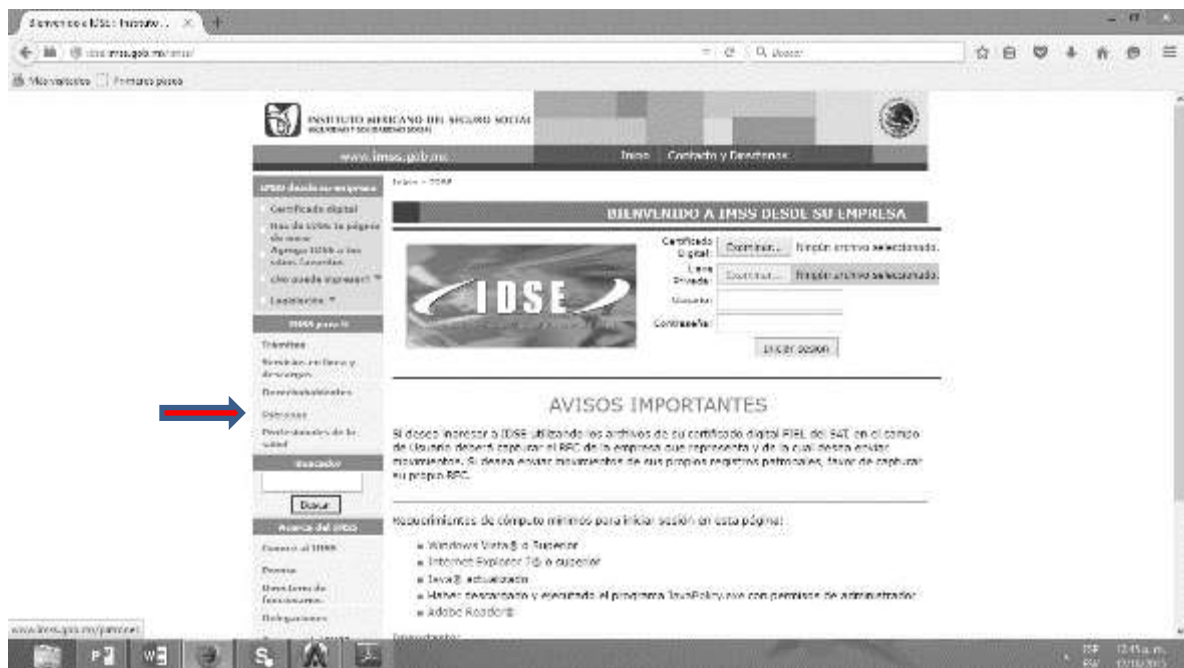 Bienvenido a IDSE: Instituto ...
idse.imss.gob.mx/imss/
Buscar
Más visitados Primeros pasos
INSTITUTO MEXICANO DEL SEGURO SOCIAL
SEGURIDAD Y SOLIDARIDAD SOCIAL
www.imss.gob.mx
Inicio Contacto y Directorios
IMSS desde su empresa
Inicio > IDSE
Certificado digital
Haz de IDSE tu página de inicio
Agrega IDSE a tus sitios favoritos
¿No puede ingresar?
Legislación
BIENVENIDO A IMSS DESDE SU EMPRESA
IDSE
Certificado Digital: Examinar... Ningún archivo seleccionado.
Llave Privada: Examinar... Ningún archivo seleccionado.
Usuario:
Contraseña:
Iniciar sesión
IMSS para ti
Trámites
Servicios en línea y descargas
Derechohabientes
Patrones
Profesionales de la salud
Buscador
Buscar
Acerca del IMSS
Conoce al IMSS
Prensa
Directorio de funcionarios
Delegaciones
AVISOS IMPORTANTES
Si desea ingresar a IDSE utilizando los archivos de su certificado digital FIEL del SAT, en el campo
de Usuario deberá capturar el RFC de la empresa que representa y de la cual desea enviar
movimientos. Si desea enviar movimientos de sus propios registros patronales, favor de capturar
su propio RFC.
Requerimientos de cómputo mínimos para iniciar sesión en esta página:
Windows Vista® o Superior
Internet Explorer 7® o superior
Java® actualizado
Haber descargado y ejecutado el programa JavaPolicy.exe con permisos de administrador
Adobe Reader®
Importante:
www.imss.gob.mx/patrones
ESP 12:45 a. m.